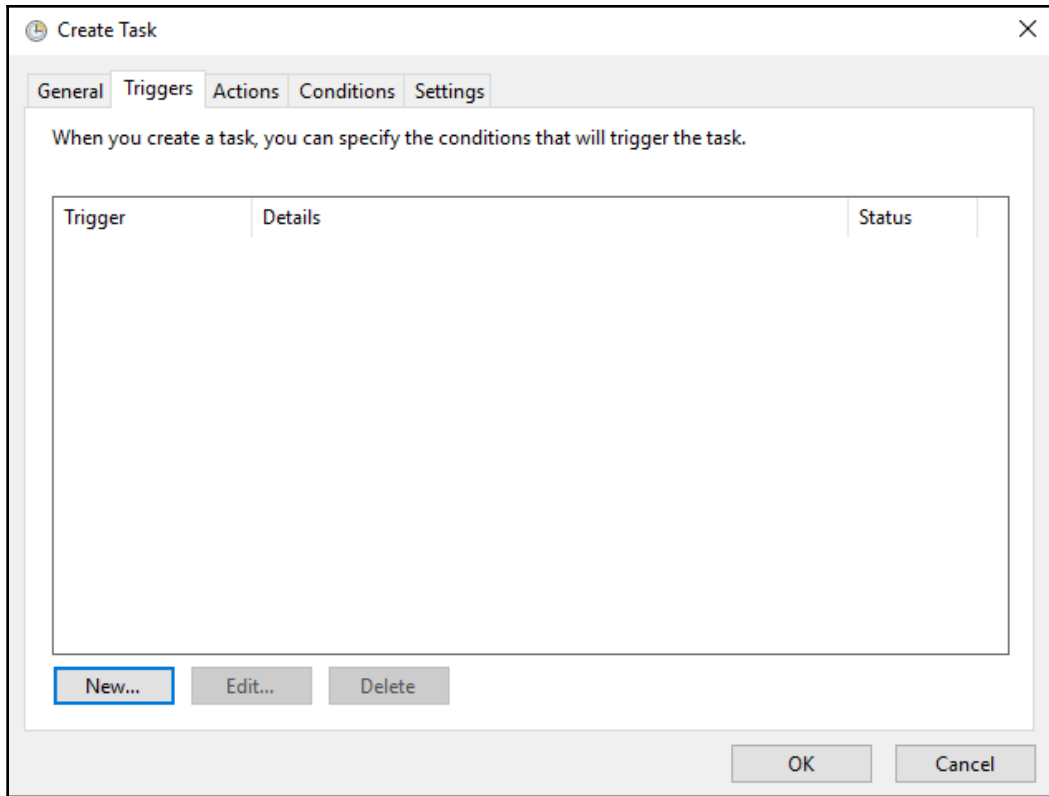 Create Task
General Triggers Actions Conditions Settings
When you create a task, you can specify the conditions that will trigger the task.
Trigger Details Status
New... Edit... Delete
OK Cancel